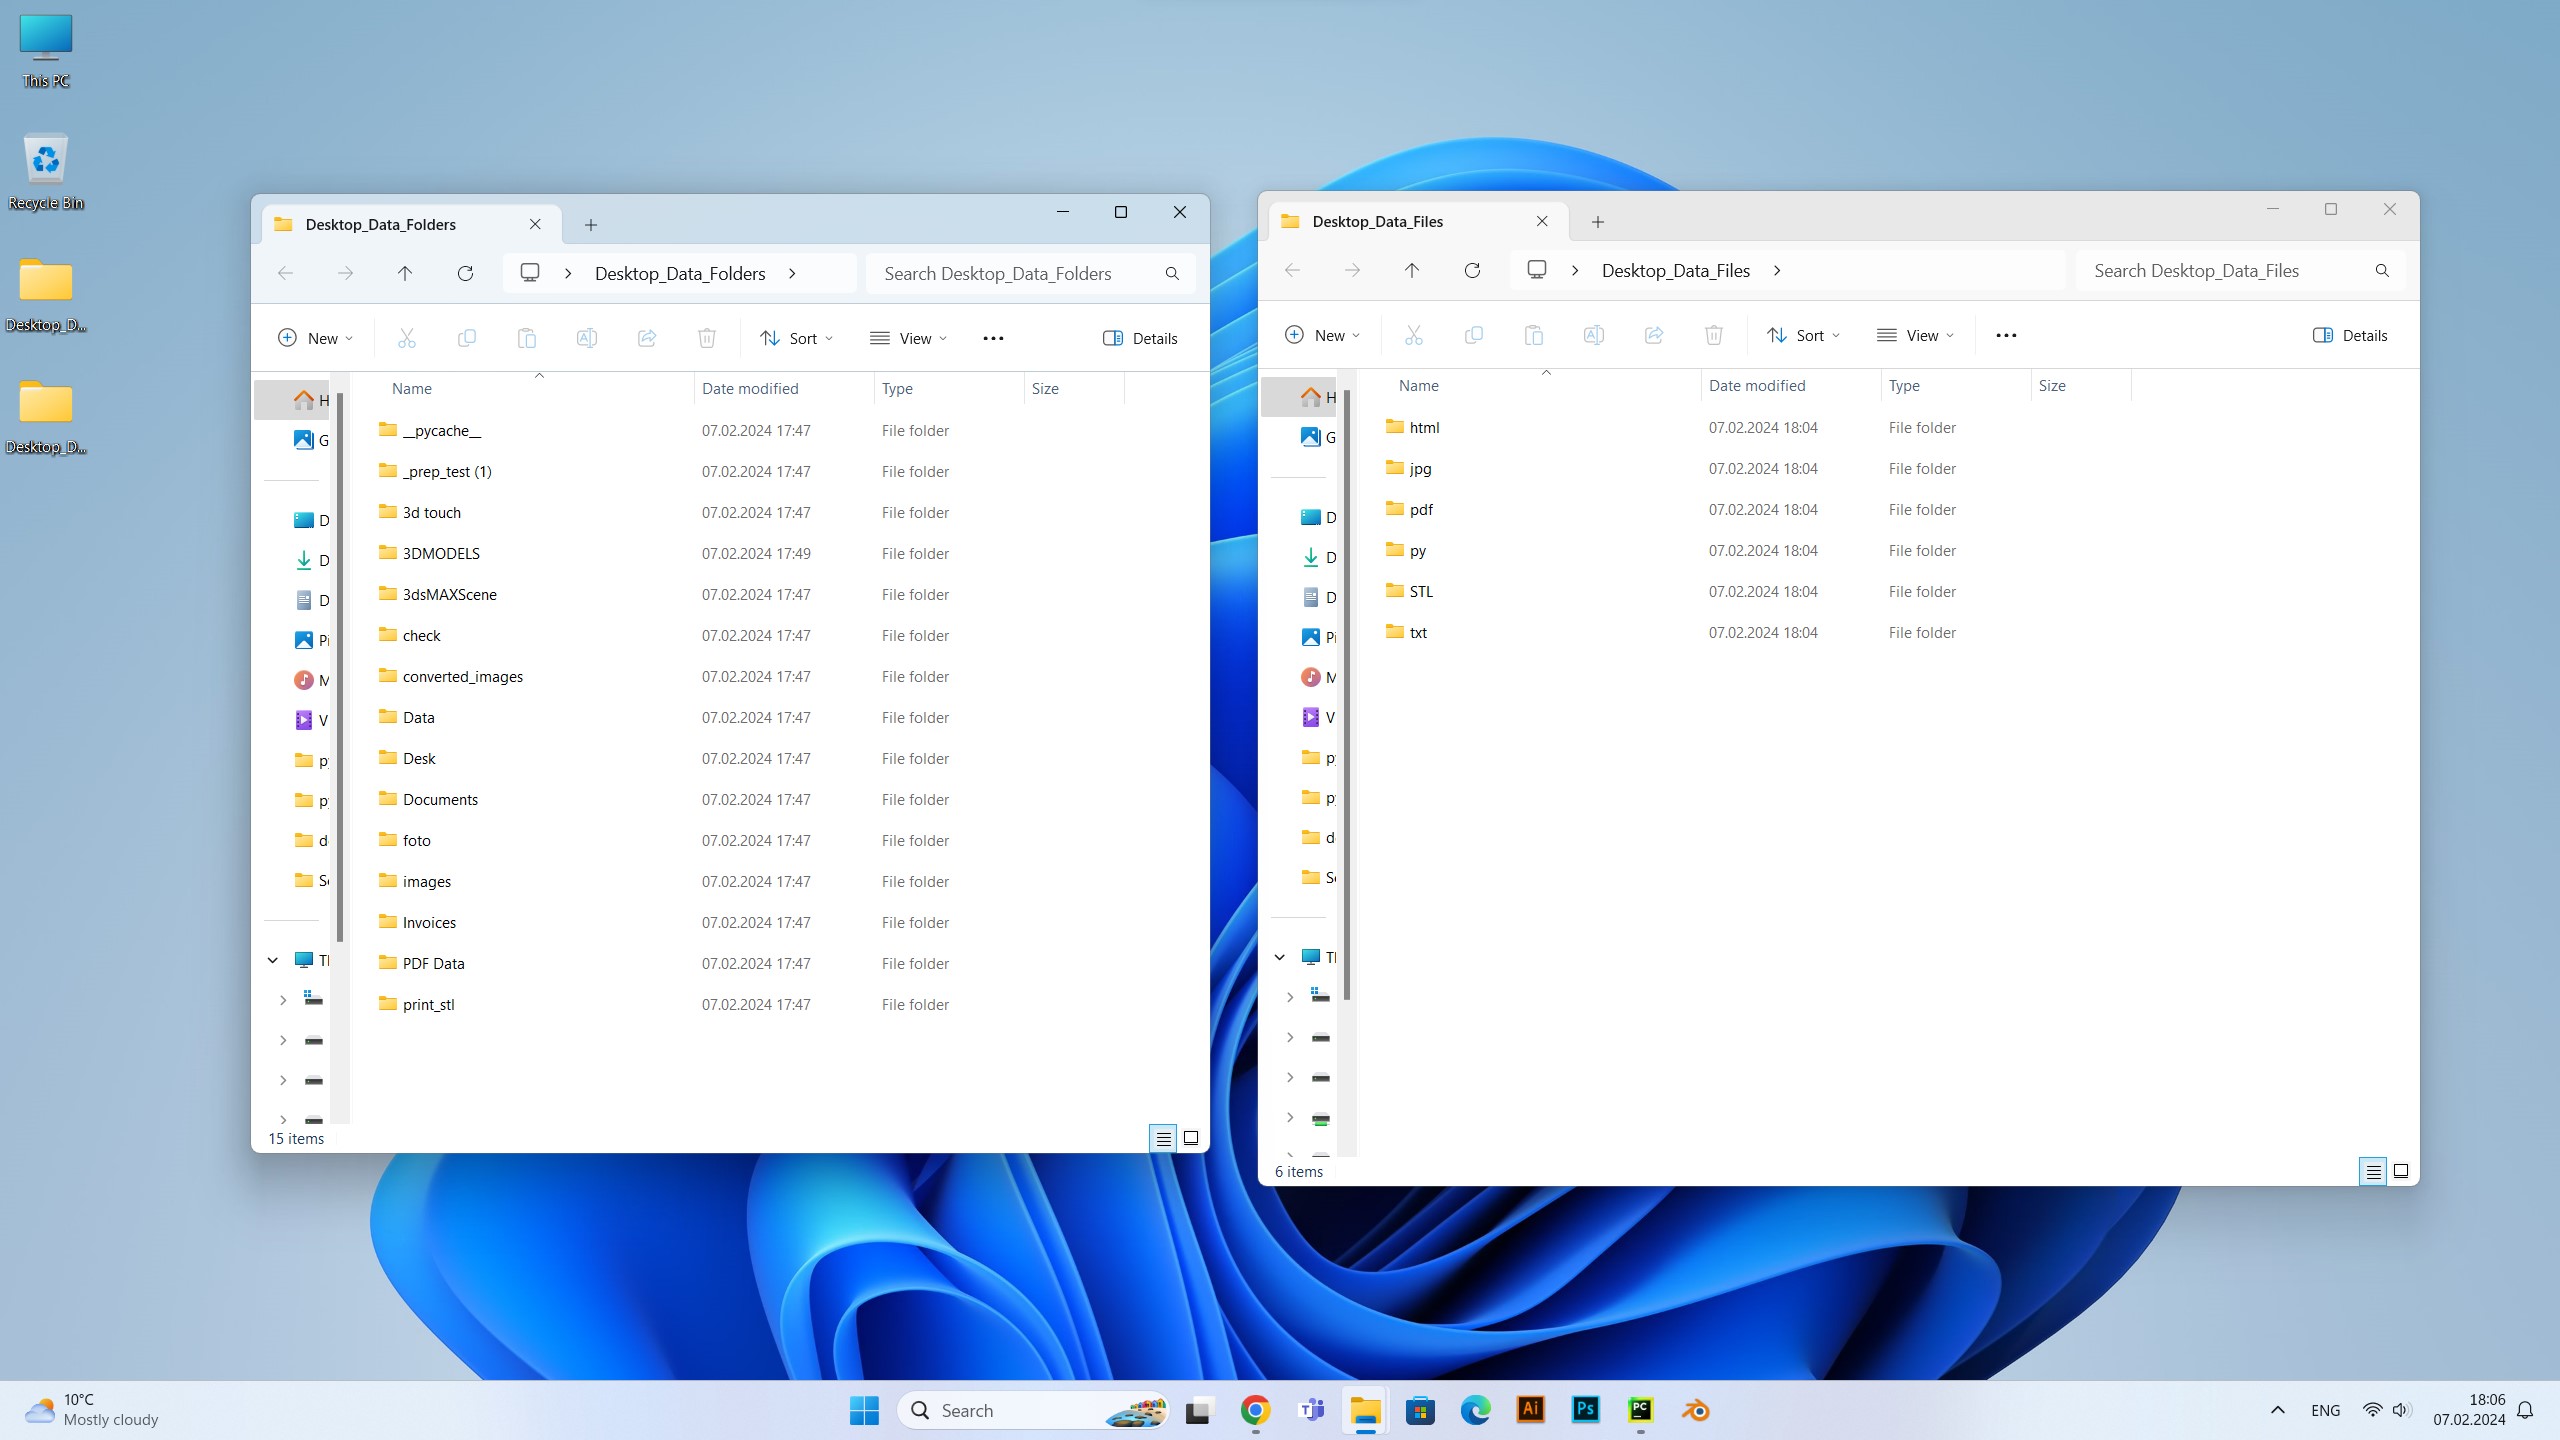 This PC
Recycle Bin
Desktop_D...
Desktop_D...
Desktop_Data_Folders
Desktop_Data_Folders
Search Desktop_Data_Folders
New
Sort
View
Details
Name Date modified Type Size
__pycache__ 07.02.2024 17:47 File folder
_prep_test (1) 07.02.2024 17:47 File folder
3d touch 07.02.2024 17:47 File folder
3DMODELS 07.02.2024 17:49 File folder
3dsMAXScene 07.02.2024 17:47 File folder
check 07.02.2024 17:47 File folder
converted_images 07.02.2024 17:47 File folder
Data 07.02.2024 17:47 File folder
Desk 07.02.2024 17:47 File folder
Documents 07.02.2024 17:47 File folder
foto 07.02.2024 17:47 File folder
images 07.02.2024 17:47 File folder
Invoices 07.02.2024 17:47 File folder
PDF Data 07.02.2024 17:47 File folder
print_stl 07.02.2024 17:47 File folder
H
G
D
D
D
Pi
M
V
py
py
d
Se
15 items
Desktop_Data_Files
Desktop_Data_Files
Search Desktop_Data_Files
New
Sort
View
Details
Name Date modified Type Size
html 07.02.2024 18:04 File folder
jpg 07.02.2024 18:04 File folder
pdf 07.02.2024 18:04 File folder
py 07.02.2024 18:04 File folder
STL 07.02.2024 18:04 File folder
txt 07.02.2024 18:04 File folder
H
G
D
D
D
Pi
M
V
py
py
d
Se
6 items
10°C
Mostly cloudy
Search
Ai
Ps
PC
ENG
18:06
07.02.2024